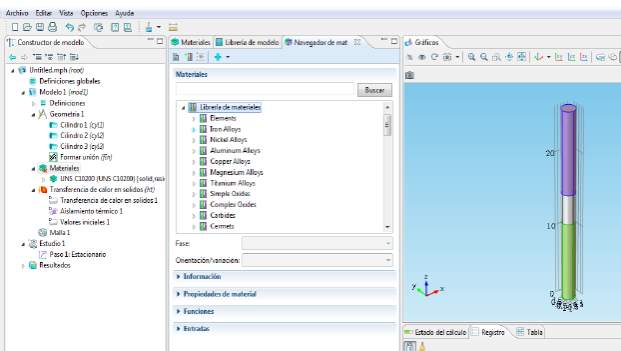 Archivo Editar Vista Opciones Ayuda
Constructor de modelo
Untitled.mph (root)
Definiciones globales
Modelo 1 (mod1)
Definiciones
Geometría 1
Cilindro 1 (cyl1)
Cilindro 2 (cyl2)
Cilindro 3 (cyl3)
Formar unión (fin)
Materiales
UNS C10200 (UNS C10200) [solid,resi
Transferencia de calor en solidos (ht)
Transferencia de calor en solidos 1
Aislamiento térmico 1
Valores iniciales 1
Malla 1
Estudio 1
Paso 1: Estacionario
Resultados
Materiales Librería de modelo Navegador de mat
Materiales
Buscar
Librería de materiales
Elements
Iron Alloys
Nickel Alloys
Aluminum Alloys
Copper Alloys
Magnesium Alloys
Titanium Alloys
Simple Oxides
Complex Oxides
Carbides
Cermets
Fase:
Orientación/variación:
Información
Propiedades de material
Funciones
Entradas
Gráficos
20
10
0
z
y x
Estado del cálculo Registro Tabla